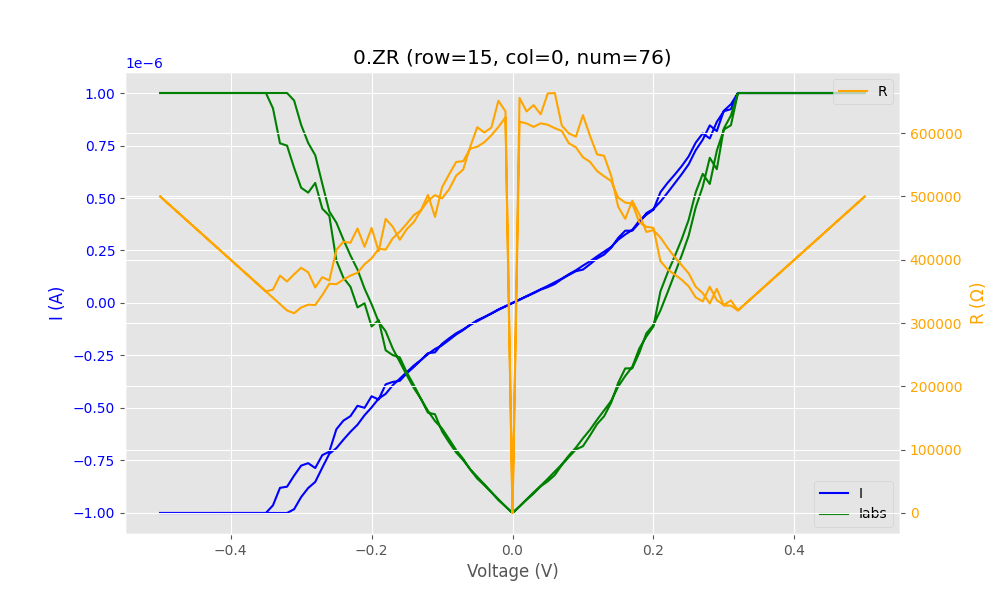 0.ZR (row=15, col=0, num=76)
1e−6
1.00
0.75
0.50
0.25
0.00
−0.25
−0.50
−0.75
−1.00
I (A)
R
600000
500000
400000
300000
200000
100000
0
R (Ω)
I
Iabs
−0.4
−0.2
0.0
0.2
0.4
Voltage (V)